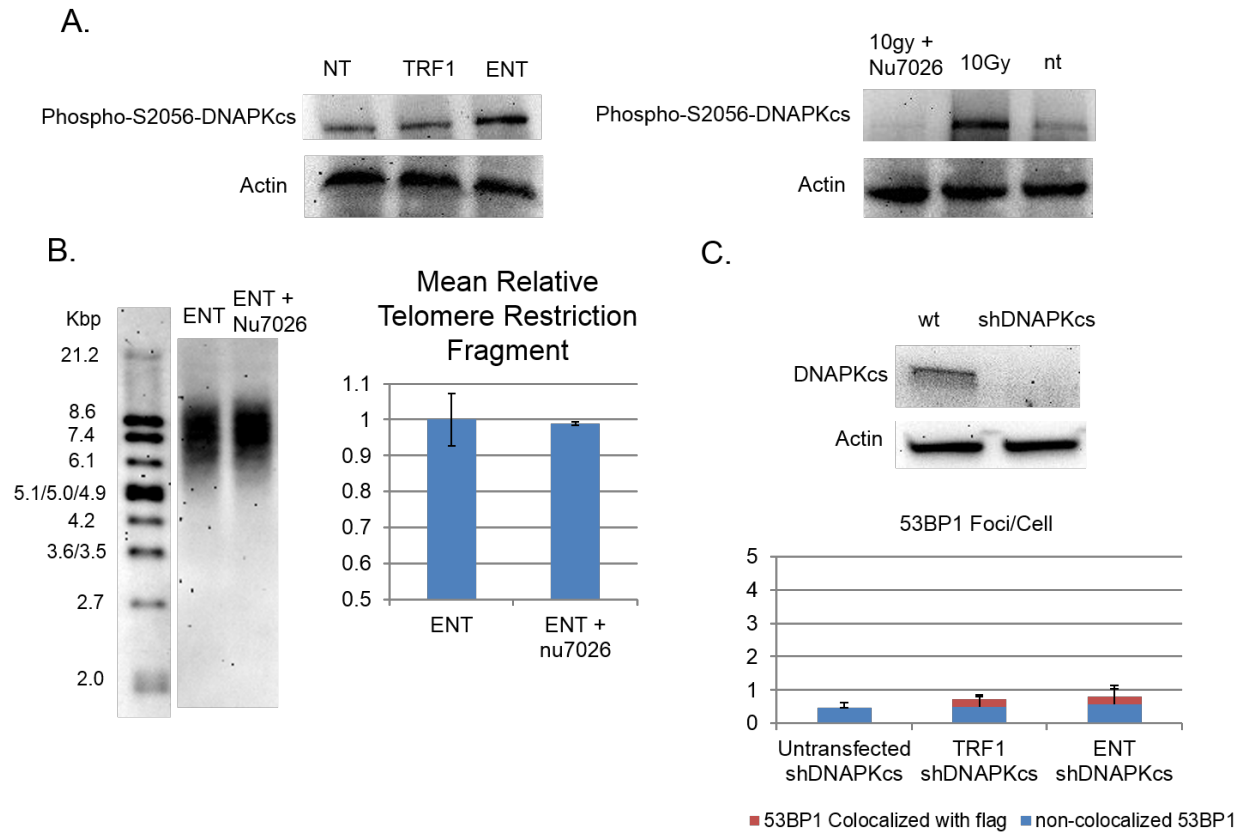 A.
NT TRF1 ENT
Phospho-S2056-DNAPKcs
Actin
10gy +
Nu7026 10Gy nt
Phospho-S2056-DNAPKcs
Actin
B.
Kbp
ENT ENT +
Nu7026
21.2
8.6
7.4
6.1
5.1/5.0/4.9
4.2
3.6/3.5
2.7
2.0
Mean Relative
Telomere Restriction
Fragment
1.1
1
0.9
0.8
0.7
0.6
0.5
ENT
ENT +
nu7026
C.
wt shDNAPKcs
DNAPKcs
Actin
53BP1 Foci/Cell
5
4
3
2
1
0
Untransfected
shDNAPKcs
TRF1
shDNAPKcs
ENT
shDNAPKcs
53BP1 Colocalized with flag non-colocalized 53BP1